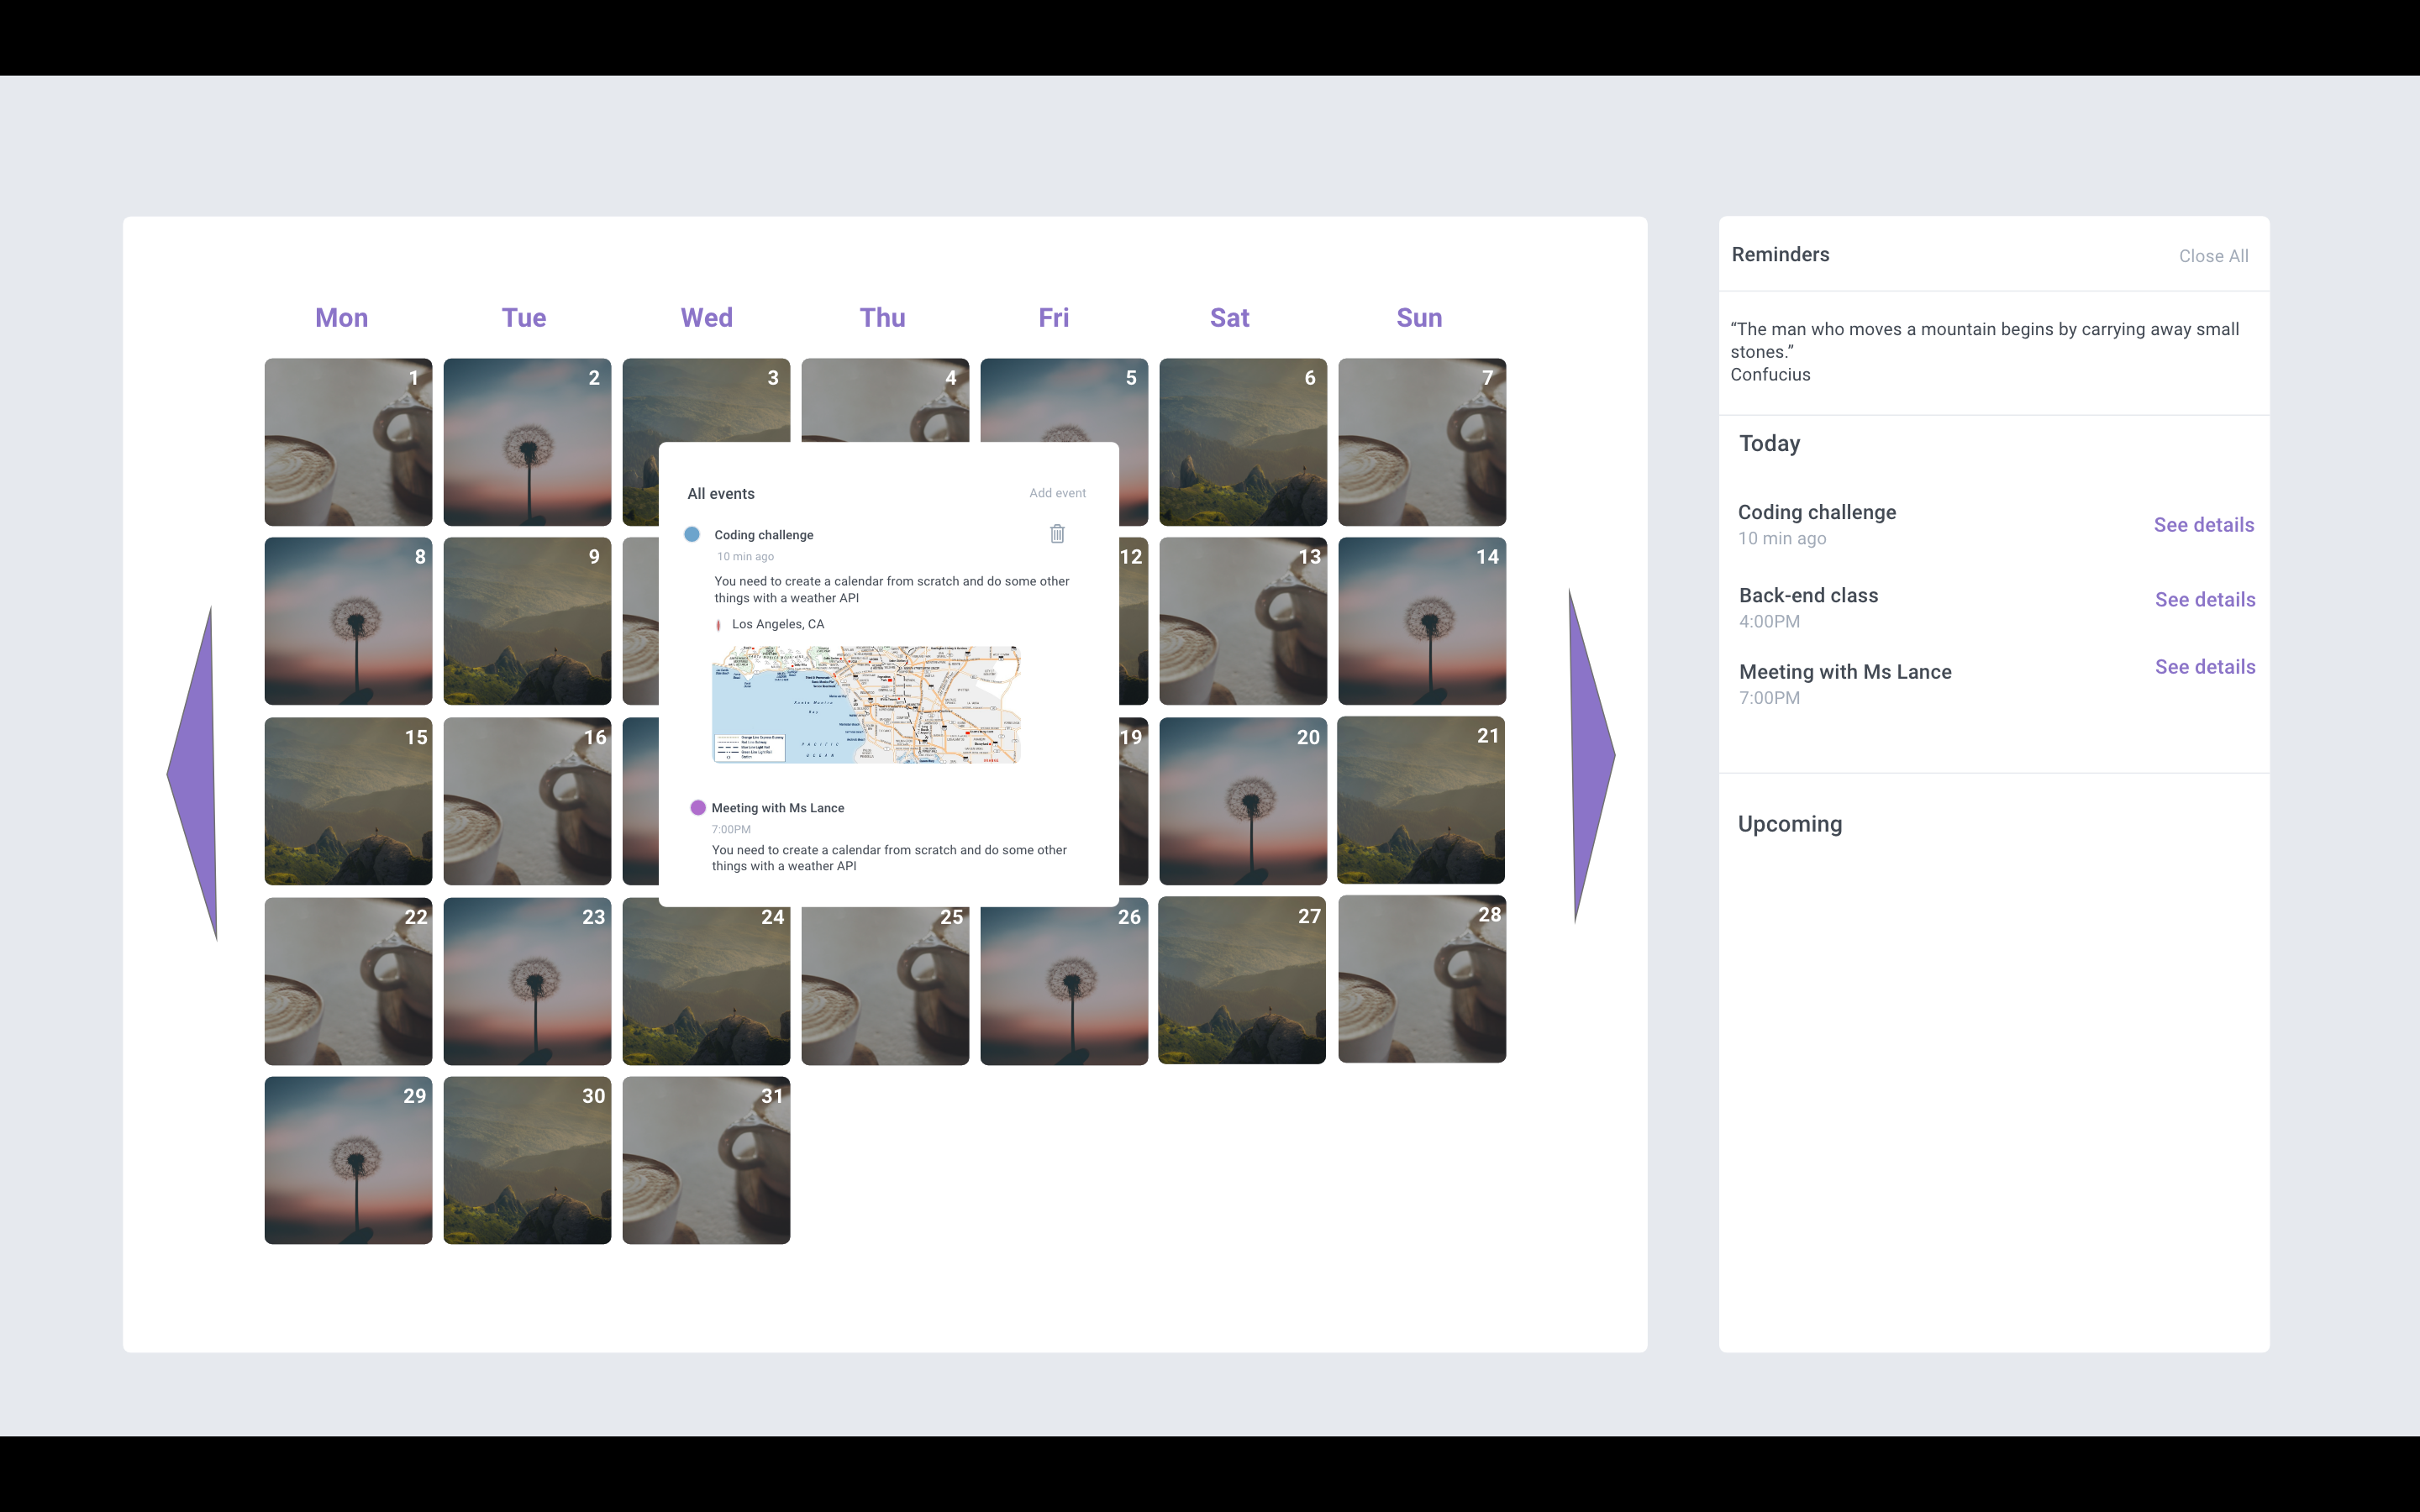 Mon Tue Wed Thu Fri Sat Sun
1 2 3 4 5 6 7
8 9 12 13 14
15 16 19 20 21
22 23 24 25 26 27 28
29 30 31
All events
Add event
Coding challenge
10 min ago
You need to create a calendar from scratch and do some other
things with a weather API
Los Angeles, CA
Santa Monica
Bay
PACIFIC
OCEAN
Meeting with Ms Lance
7:00PM
You need to create a calendar from scratch and do some other
things with a weather API
Reminders
Close All
“The man who moves a mountain begins by carrying away small
stones.”
Confucius
Today
Coding challenge
See details
10 min ago
Back-end class
See details
4:00PM
Meeting with Ms Lance
See details
7:00PM
Upcoming